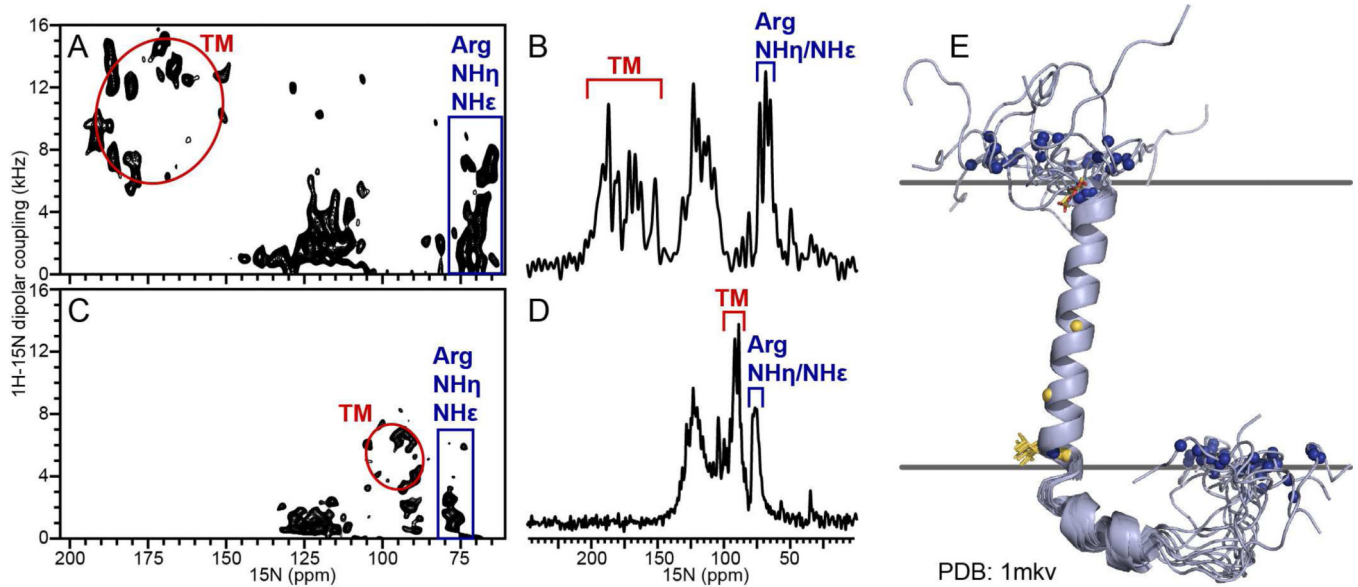 A
TM
Arg
NHη
NHε
B
TM
Arg
NHη/NHε
E
16
12
8
4
0
1H-15N dipolar coupling (kHz)
C
TM
Arg
NHη
NHε
D
TM
Arg
NHη/NHε
16
12
8
4
0
200 175 150 125 100 75
15N (ppm)
200 150 100 50
15N (ppm)
PDB: 1mkv